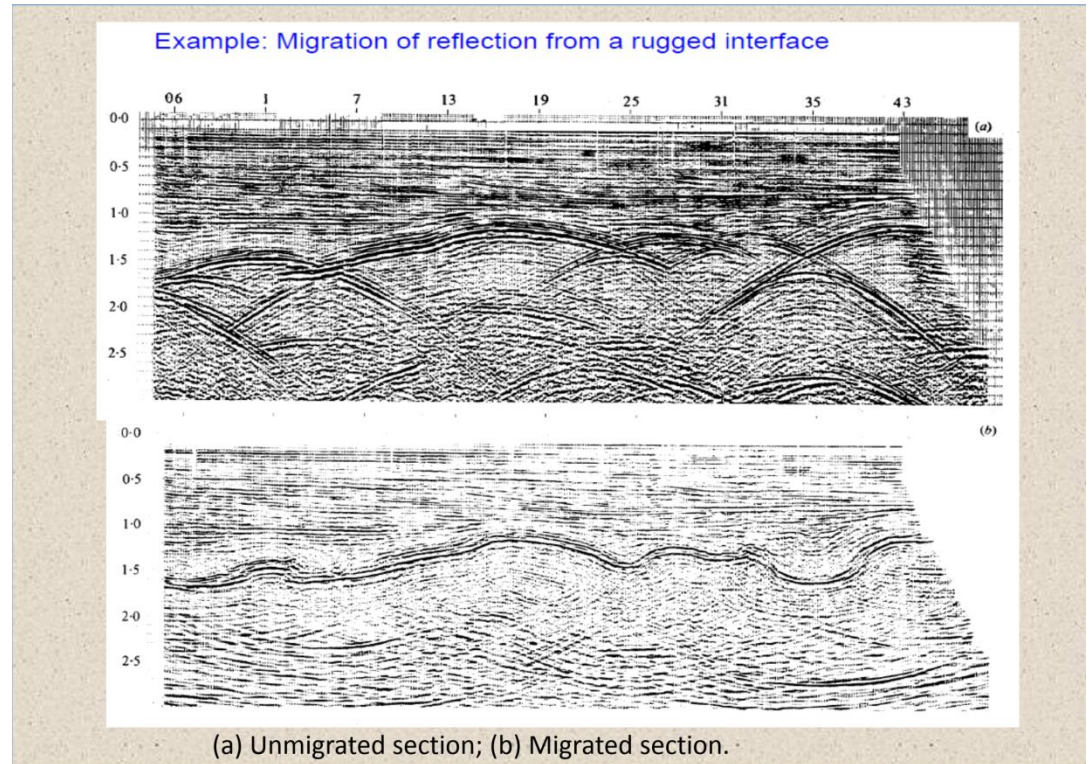 Example: Migration of reflection from a rugged interface
06 1 7 13 19 25 31 35 43
(a)
0·0
0·5
1·0
1·5
2·0
2·5
(b)
0·0
0·5
1·0
1·5
2·0
2·5
(a) Unmigrated section; (b) Migrated section.